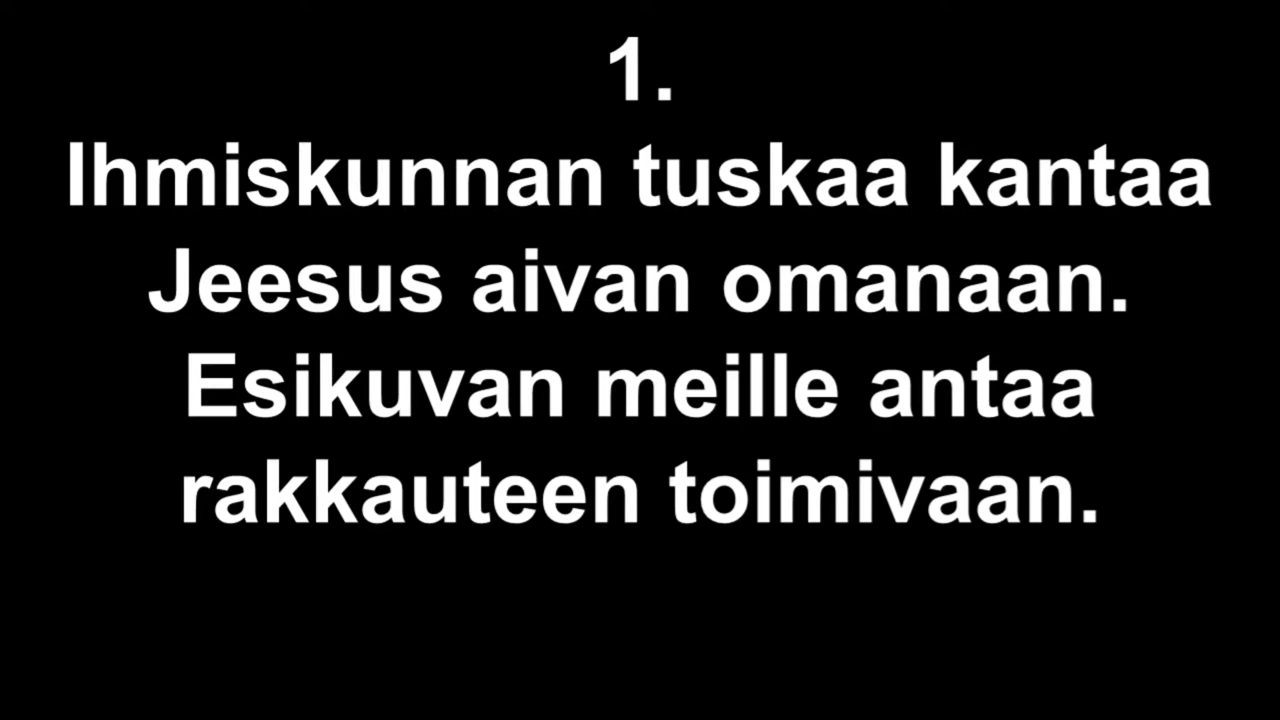 1.
Ihmiskunnan tuskaa kantaa
Jeesus aivan omanaan.
Esikuvan meille antaa
rakkauteen toimivaan.